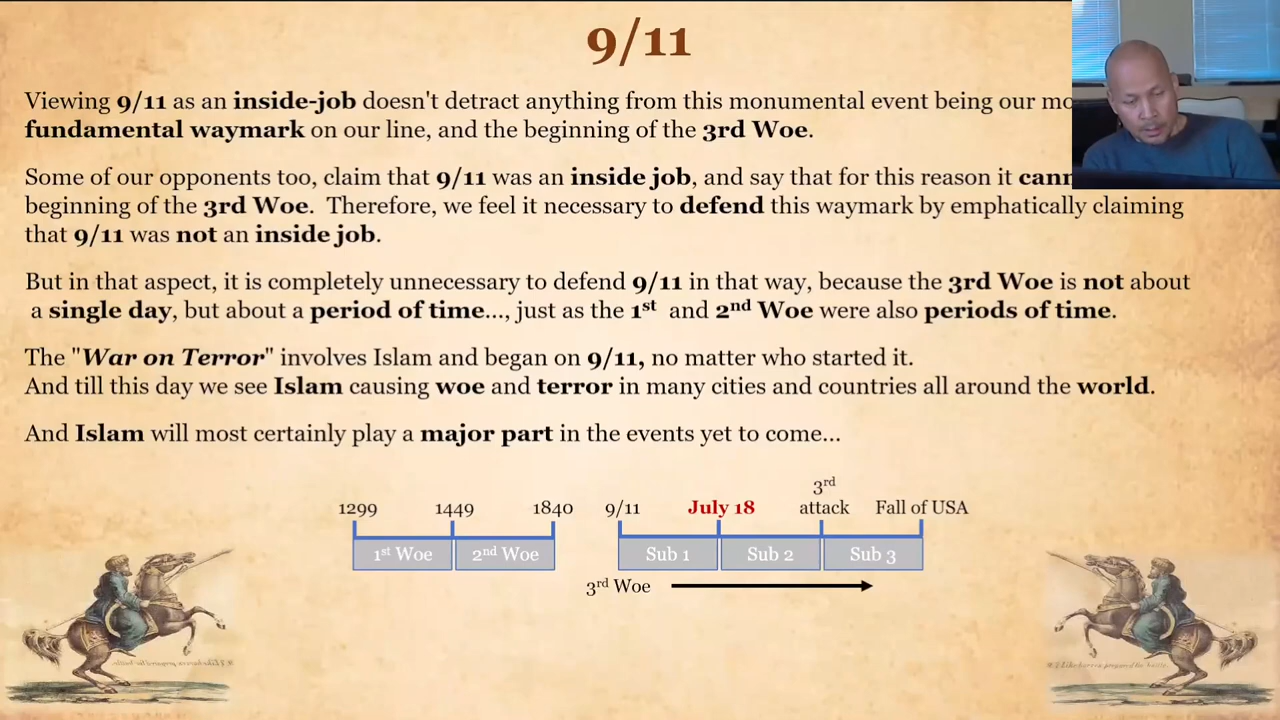 9/11
Viewing 9/11 as an inside-job doesn't detract anything from this monumental event being our
fundamental waymark on our line, and the beginning of the 3rd Woe.
Some of our opponents too, claim that 9/11 was an inside job, and say that for this reason it
beginning of the 3rd Woe. Therefore, we feel it necessary to defend this waymark by emphatically claiming
that 9/11 was not an inside job.
But in that aspect, it is completely unnecessary to defend 9/11 in that way, because the 3rd Woe is not about
a single day, but about a period of time..., just as the 1st and 2nd Woe were also periods of time.
The "War on Terror" involves Islam and began on 9/11, no matter who started it.
And till this day we see Islam causing woe and terror in many cities and countries all around the world.
And Islam will most certainly play a major part in the events yet to come...
3rd
1299 1449 1840 9/11 July 18 attack Fall of USA
1st Woe 2nd Woe Sub 1 Sub 2 Sub 3
3rd Woe